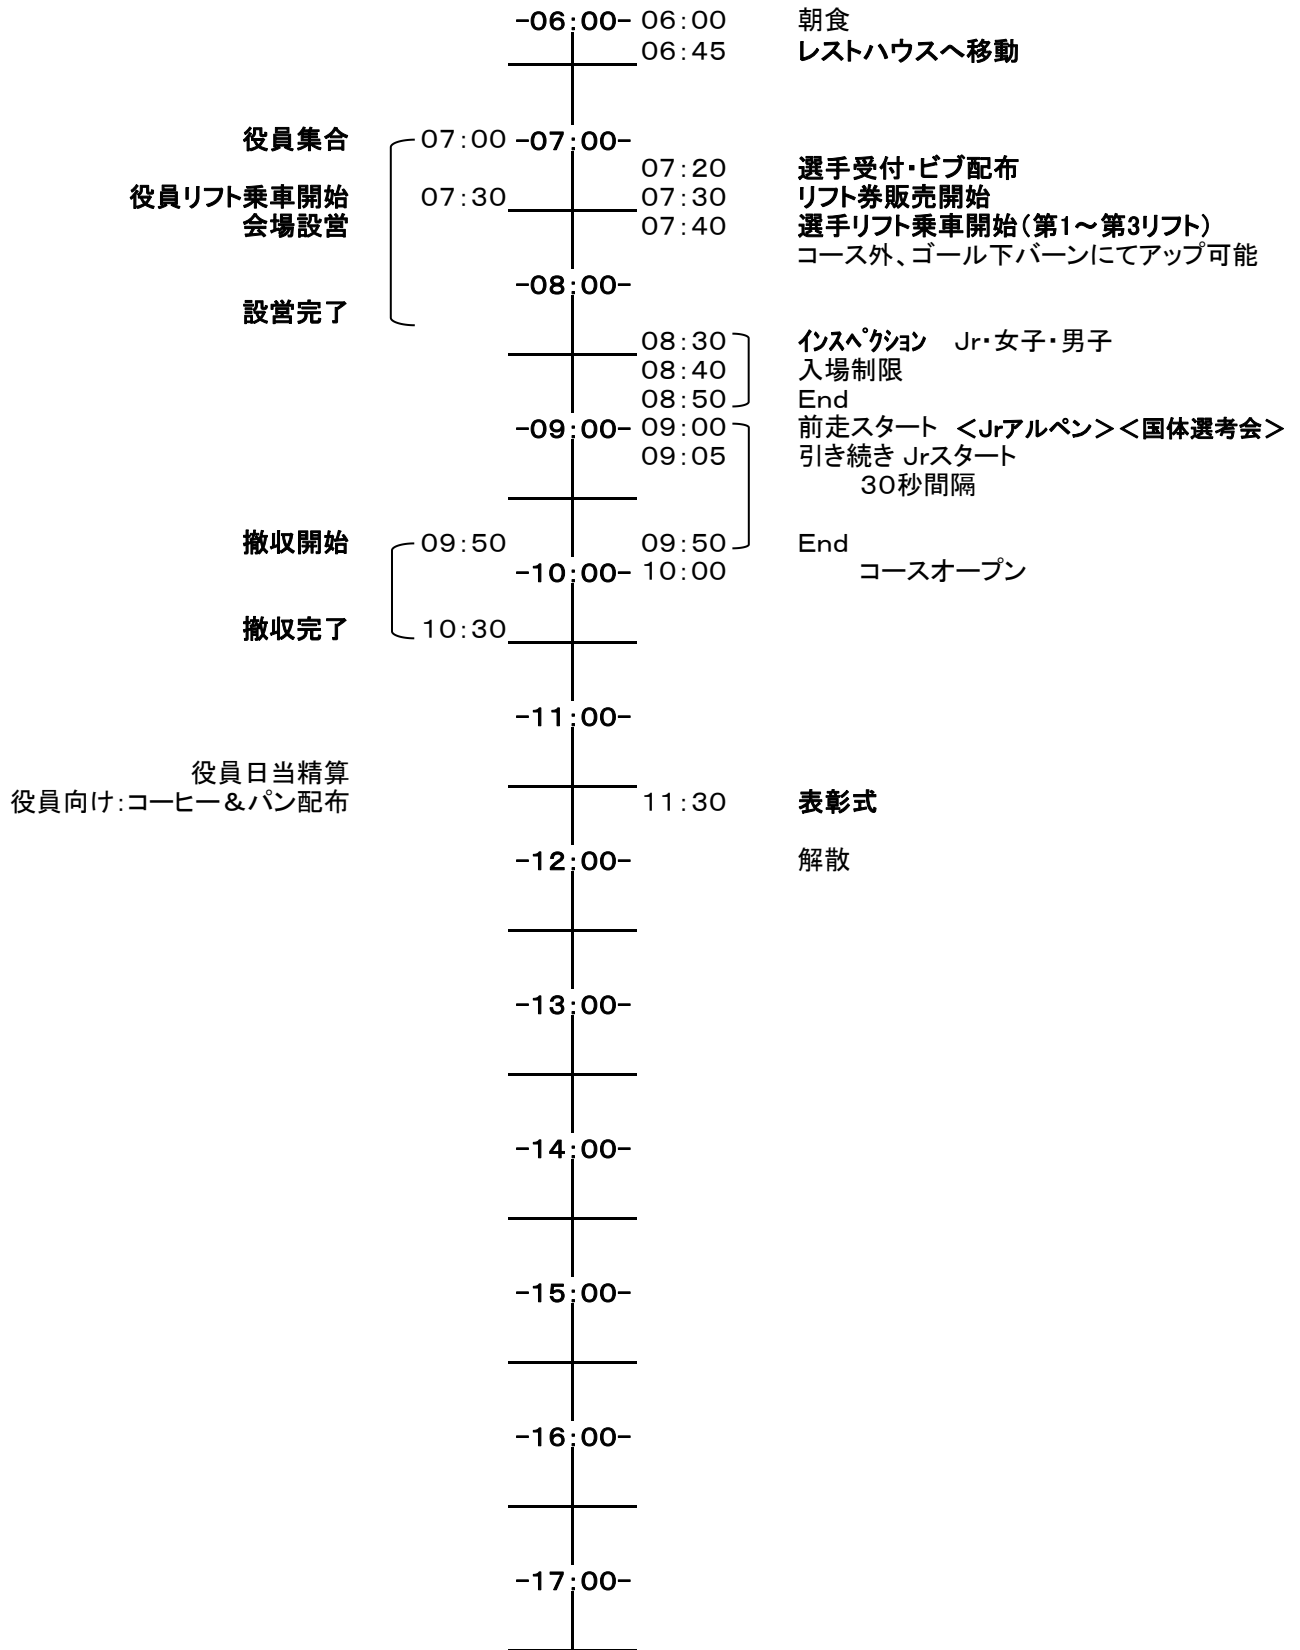 -06:00- 06:00 朝食
06:45 レストハウスへ移動
役員集合 07:00 -07:00-
07:20 選手受付・ビブ配布
役員リフト乗車開始 07:30 07:30 リフト券販売開始
会場設営 07:40 選手リフト乗車開始(第1～第3リフト)
コース外、ゴール下バーンにてアップ可能
-08:00-
設営完了
08:30 インスペクション Jr・女子・男子
08:40 入場制限
08:50 End
-09:00- 09:00 前走スタート <Jrアルペン><国体選考会>
09:05 引き続き Jrスタート
30秒間隔
撤収開始 09:50 09:50 End
-10:00- 10:00 コースオープン
撤収完了 10:30
-11:00-
役員日当精算
役員向け:コーヒー&パン配布 11:30 表彰式
-12:00- 解散
-13:00-
-14:00-
-15:00-
-16:00-
-17:00-